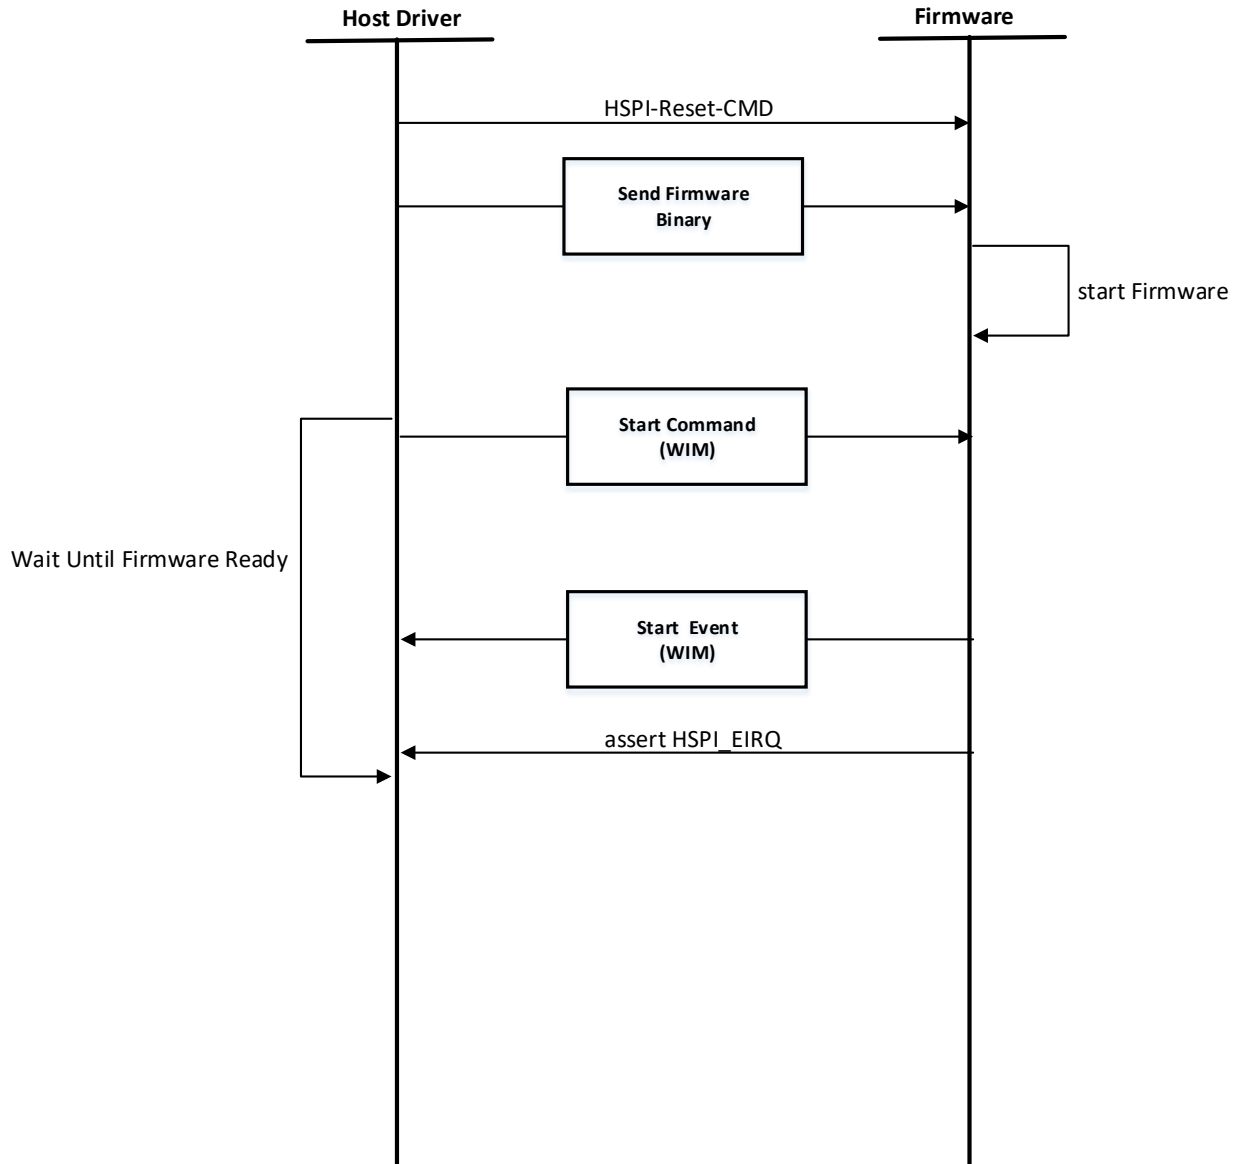 Host Driver
Firmware
HSPI-Reset-CMD
Send Firmware
Binary
start Firmware
Start Command
(WIM)
Wait Until Firmware Ready
Start Event
(WIM)
assert HSPI_EIRQ